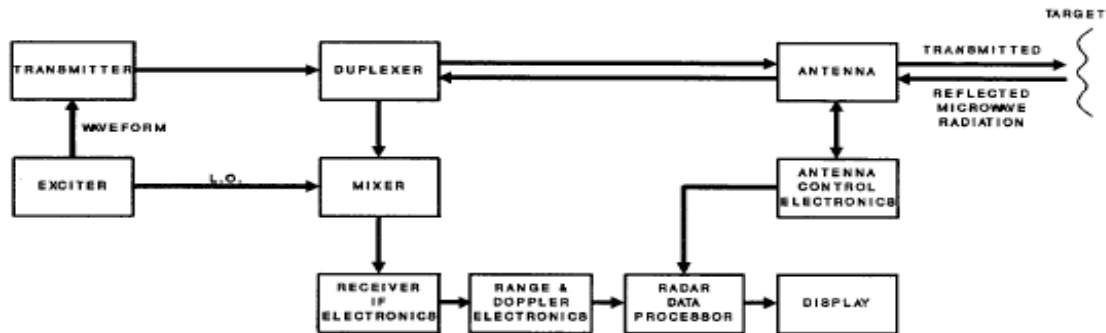 TARGET
TRANSMITTER
DUPLEXER
ANTENNA
TRANSMITTED
REFLECTED
MICROWAVE
RADIATION
WAVEFORM
EXCITER
L.O.
MIXER
ANTENNA
CONTROL
ELECTRONICS
RECEIVER
IF
ELECTRONICS
RANGE &
DOPPLER
ELECTRONICS
RADAR
DATA
PROCESSOR
DISPLAY